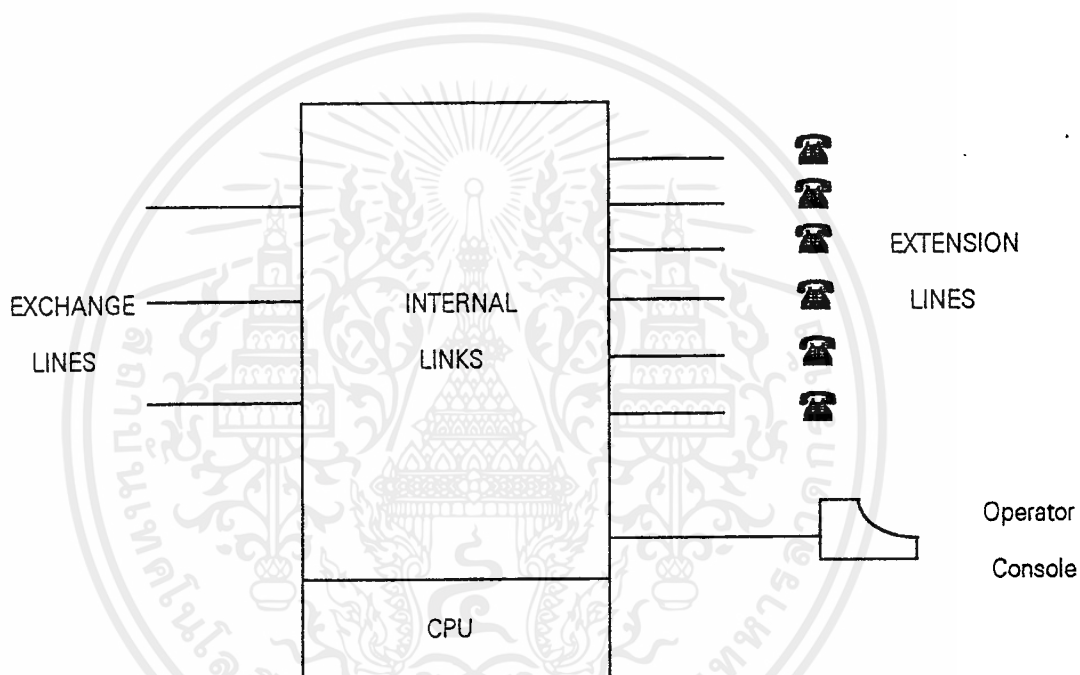 EXCHANGE
LINES
INTERNAL
LINKS
EXTENSION
LINES
Operator
Console
CPU